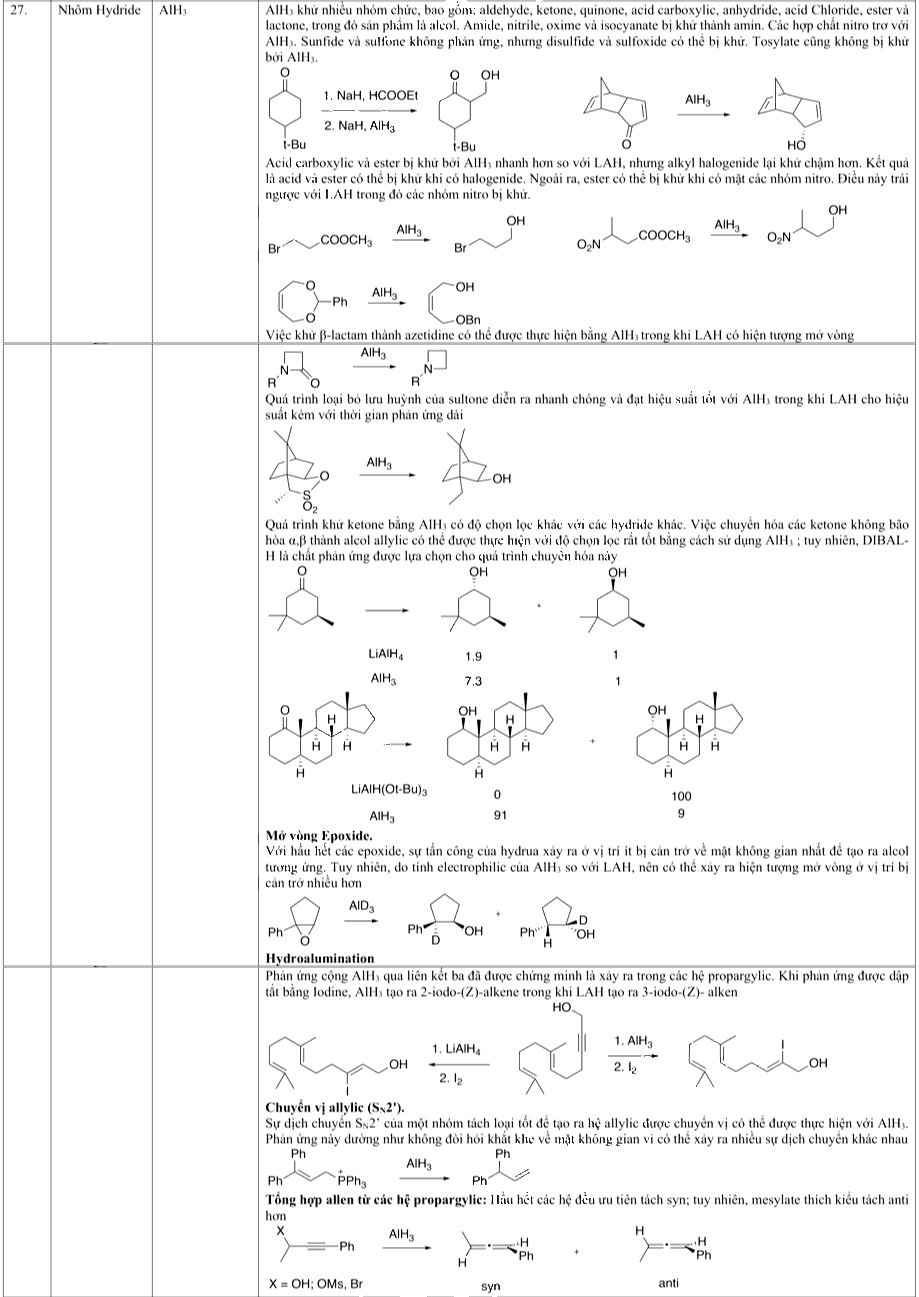 27. Nhóm Hydride AlH₃ AlH₃ khử nhiều nhóm chức, bao gồm: aldehyde, ketone, quinone, acid carboxylic, anhydride, acid Chloride, ester và
lactone, trong đó sản phẩm là alcol. Amide, nitrile, oxime và isocyanate bị khử thành amin. Các hợp chất nitro trơ với
AlH₃. Sunfide và sulfone không phản ứng, nhưng disulfide và sulfoxide có thể bị khử. Tosylate cũng không bị khử
bởi AlH₃.
O
1. NaH, HCOOEt
2. NaH, AlH₃
t-Bu
O OH
t-Bu
O
AlH₃
HO
Acid carboxylic và ester bị khử bởi AlH₃ nhanh hơn so với LAH, nhưng alkyl halogenide lại khử chậm hơn. Kết quả
là acid và ester có thể bị khử khi có halogenide. Ngoài ra, ester có thể bị khử khi có mặt các nhóm nitro. Điều này trái
ngược với LAH trong đó các nhóm nitro bị khử.
Br COOCH₃ AlH₃ Br OH
O₂N COOCH₃ AlH₃ O₂N OH
O O Ph AlH₃ OH OBn
Việc khử β-lactam thành azetidine có thể được thực hiện bằng AlH₃ trong khi LAH có hiện tượng mở vòng
R N O AlH₃ R N
Quá trình loại bỏ lưu huỳnh của sultone diễn ra nhanh chóng và đạt hiệu suất tốt với AlH₃ trong khi LAH cho hiệu
suất kém với thời gian phản ứng dài
O S O₂ AlH₃ OH
Quá trình khử ketone bằng AlH₃ có độ chọn lọc khác với các hydride khác. Việc chuyển hóa các ketone không bão
hòa α,β thành alcol allylic có thể được thực hiện với độ chọn lọc rất tốt bằng cách sử dụng AlH₃ ; tuy nhiên, DIBAL-
H là chất phản ứng được lựa chọn cho quá trình chuyển hóa này
O OH + OH
LiAlH₄ 1.9 1
AlH₃ 7.3 1
O H H H OH H H H + OH H H H
LiAlH(Ot-Bu)₃ 0 100
AlH₃ 91 9
Mở vòng Epoxide.
Với hầu hết các epoxide, sự tấn công của hydrua xảy ra ở vị trí ít bị cản trở về mặt không gian nhất để tạo ra alcol
tương ứng. Tuy nhiên, do tính electrophilic của AlH₃ so với LAH, nên có thể xảy ra hiện tượng mở vòng ở vị trí bị
cản trở nhiều hơn
Ph O AlD₃ Ph D OH + Ph H D OH
Hydroalumination
Phản ứng cộng AlH₃ qua liên kết ba đã được chứng minh là xảy ra trong các hệ propargylic. Khi phản ứng được dập
tắt bằng Iodine, AlH₃ tạo ra 2-iodo-(Z)-alkene trong khi LAH tạo ra 3-iodo-(Z)- alken
HO
OH I
1. LiAlH₄
2. I₂
1. AlH₃
2. I₂
I OH
Chuyển vị allylic (S<sub>N</sub>2').
Sự dịch chuyển S<sub>N</sub>2' của một nhóm tách loại tốt để tạo ra hệ allylic được chuyển vị có thể được thực hiện với AlH₃.
Phản ứng này dường như không đòi hỏi khắt khe về mặt không gian vì có thể xảy ra nhiều sự dịch chuyển khác nhau
Ph Ph PPh₃ + AlH₃ Ph Ph
Tổng hợp allen từ các hệ propargylic: Hầu hết các hệ đều ưu tiên tách syn; tuy nhiên, mesylate thích kiểu tách anti
hơn
X Ph AlH₃ H H Ph + H H Ph
X = OH; OMs, Br syn anti